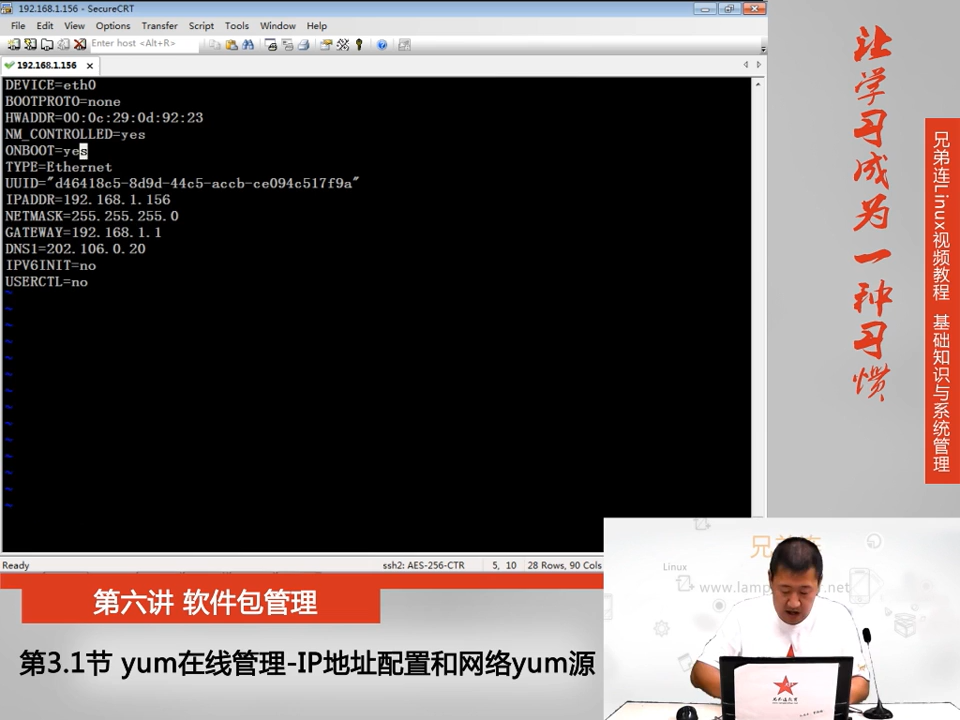 192.168.1.156 - SecureCRT
File Edit View Options Transfer Script Tools Window Help
Enter host <Alt+R>
192.168.1.156
DEVICE=eth0
BOOTPROTO=none
HWADDR=00:0c:29:0d:92:23
NM_CONTROLLED=yes
ONBOOT=yes
TYPE=Ethernet
UUID="d46418c5-8d9d-44c5-accb-ce094c517f9a"
IPADDR=192.168.1.156
NETMASK=255.255.255.0
GATEWAY=192.168.1.1
DNS1=202.106.0.20
IPV6INIT=no
USERCTL=no
~
~
~
~
~
~
~
~
~
~
~
~
~
~
Ready
ssh2: AES-256-CTR
5, 10
28 Rows, 90 Cols
让学习成为一种习惯
兄弟连Linux视频教程 基础知识与系统管理
第六讲 软件包管理
第3.1节 yum在线管理-IP地址配置和网络yum源
兄弟连
Linux
www.lamp
.net